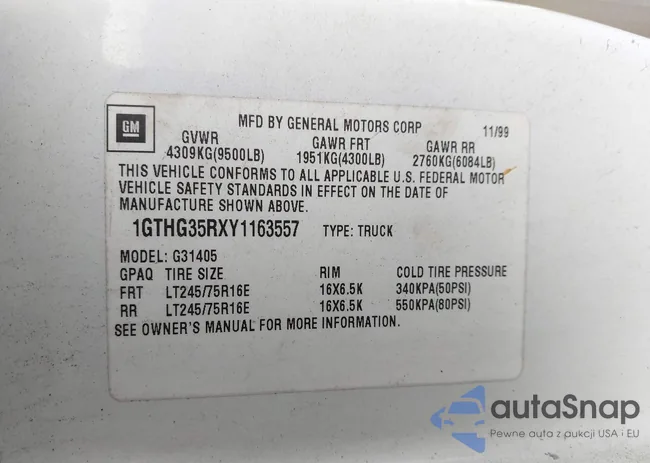 GM
MFD BY GENERAL MOTORS CORP 11/99
GVWR GAWR FRT GAWR RR
4309KG(9500LB) 1951KG(4300LB) 2760KG(6084LB)
THIS VEHICLE CONFORMS TO ALL APPLICABLE U.S. FEDERAL MOTOR
VEHICLE SAFETY STANDARDS IN EFFECT ON THE DATE OF
MANUFACTURE SHOWN ABOVE.
1GTHG35RXY1163557 TYPE: TRUCK
MODEL: G31405
GPAQ TIRE SIZE RIM COLD TIRE PRESSURE
FRT LT245/75R16E 16X6.5K 340KPA(50PSI)
RR LT245/75R16E 16X6.5K 550KPA(80PSI)
SEE OWNER'S MANUAL FOR MORE INFORMATION.
autaSnap
Pewne auta z aukcji USA i EU